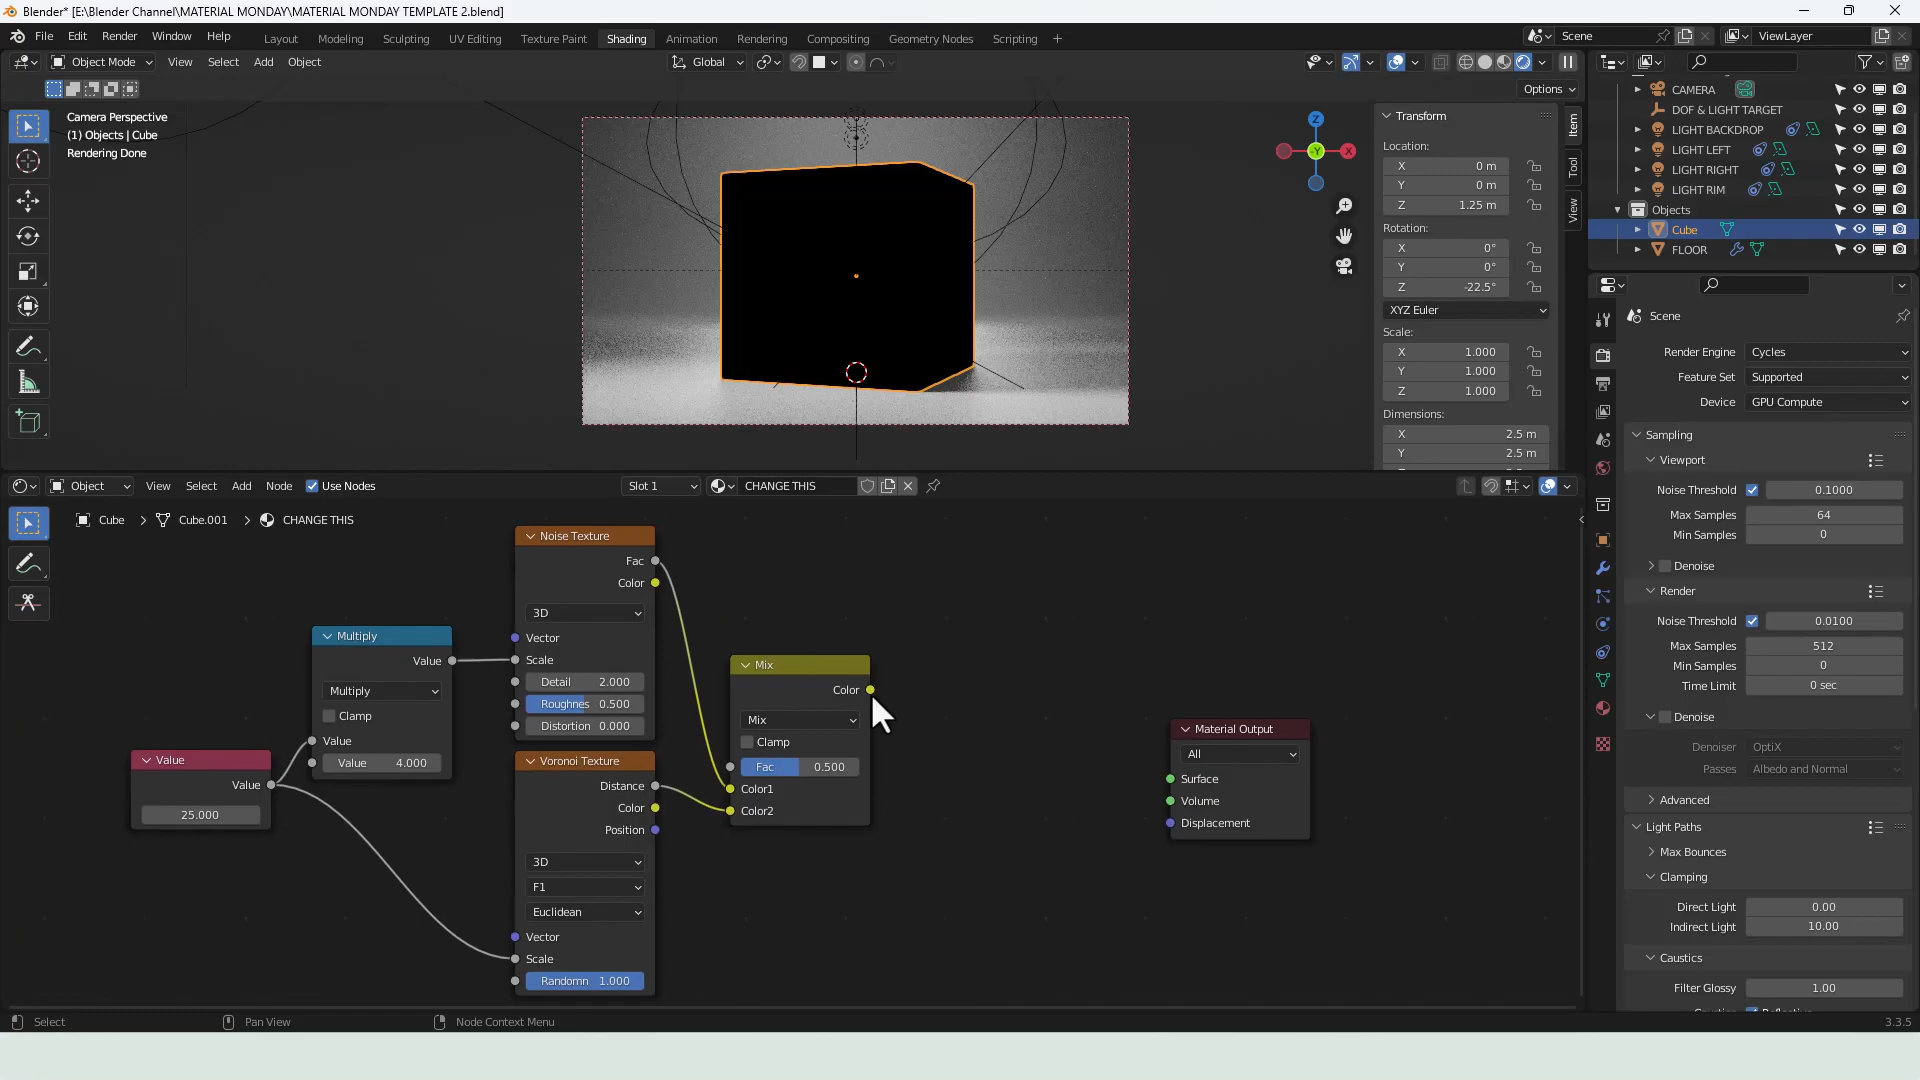 Blender* [E:\Blender Channel\MATERIAL MONDAY\MATERIAL MONDAY TEMPLATE 2.blend]
File Edit Render Window Help Layout Modeling Sculpting UV Editing Texture Paint Shading Animation Rendering Compositing Geometry Nodes Scripting + Scene ViewLayer
Object Mode View Select Add Object Global
Options
Camera Perspective
(1) Objects | Cube
Rendering Done
Z
-Y
X
Transform
Location:
X 0 m
Y 0 m
Z 1.25 m
Rotation:
X 0°
Y 0°
Z -22.5°
XYZ Euler
Scale:
X 1.000
Y 1.000
Z 1.000
Dimensions:
X 2.5 m
Y 2.5 m
Item
Tool
View
CAMERA
DOF & LIGHT TARGET
LIGHT BACKDROP
LIGHT LEFT
LIGHT RIGHT
LIGHT RIM
Objects
Cube
FLOOR
Scene
Render Engine Cycles
Feature Set Supported
Device GPU Compute
Sampling
Viewport
Noise Threshold 0.1000
Max Samples 64
Min Samples 0
Denoise
Render
Noise Threshold 0.0100
Max Samples 512
Min Samples 0
Time Limit 0 sec
Denoise
Denoiser OptiX
Passes Albedo and Normal
Advanced
Light Paths
Max Bounces
Clamping
Direct Light 0.00
Indirect Light 10.00
Caustics
Filter Glossy 1.00
Object View Select Add Node Use Nodes Slot 1 CHANGE THIS
Cube > Cube.001 > CHANGE THIS
Value
Value
25.000
Multiply
Value
Multiply
Clamp
Value
Value 4.000
Noise Texture
Fac
Color
3D
Vector
Scale
Detail 2.000
Roughnes 0.500
Distortion 0.000
Voronoi Texture
Distance
Color
Position
3D
F1
Euclidean
Vector
Scale
Randomn 1.000
Mix
Color
Mix
Clamp
Fac 0.500
Color1
Color2
Material Output
All
Surface
Volume
Displacement
Select Pan View Node Context Menu 3.3.5